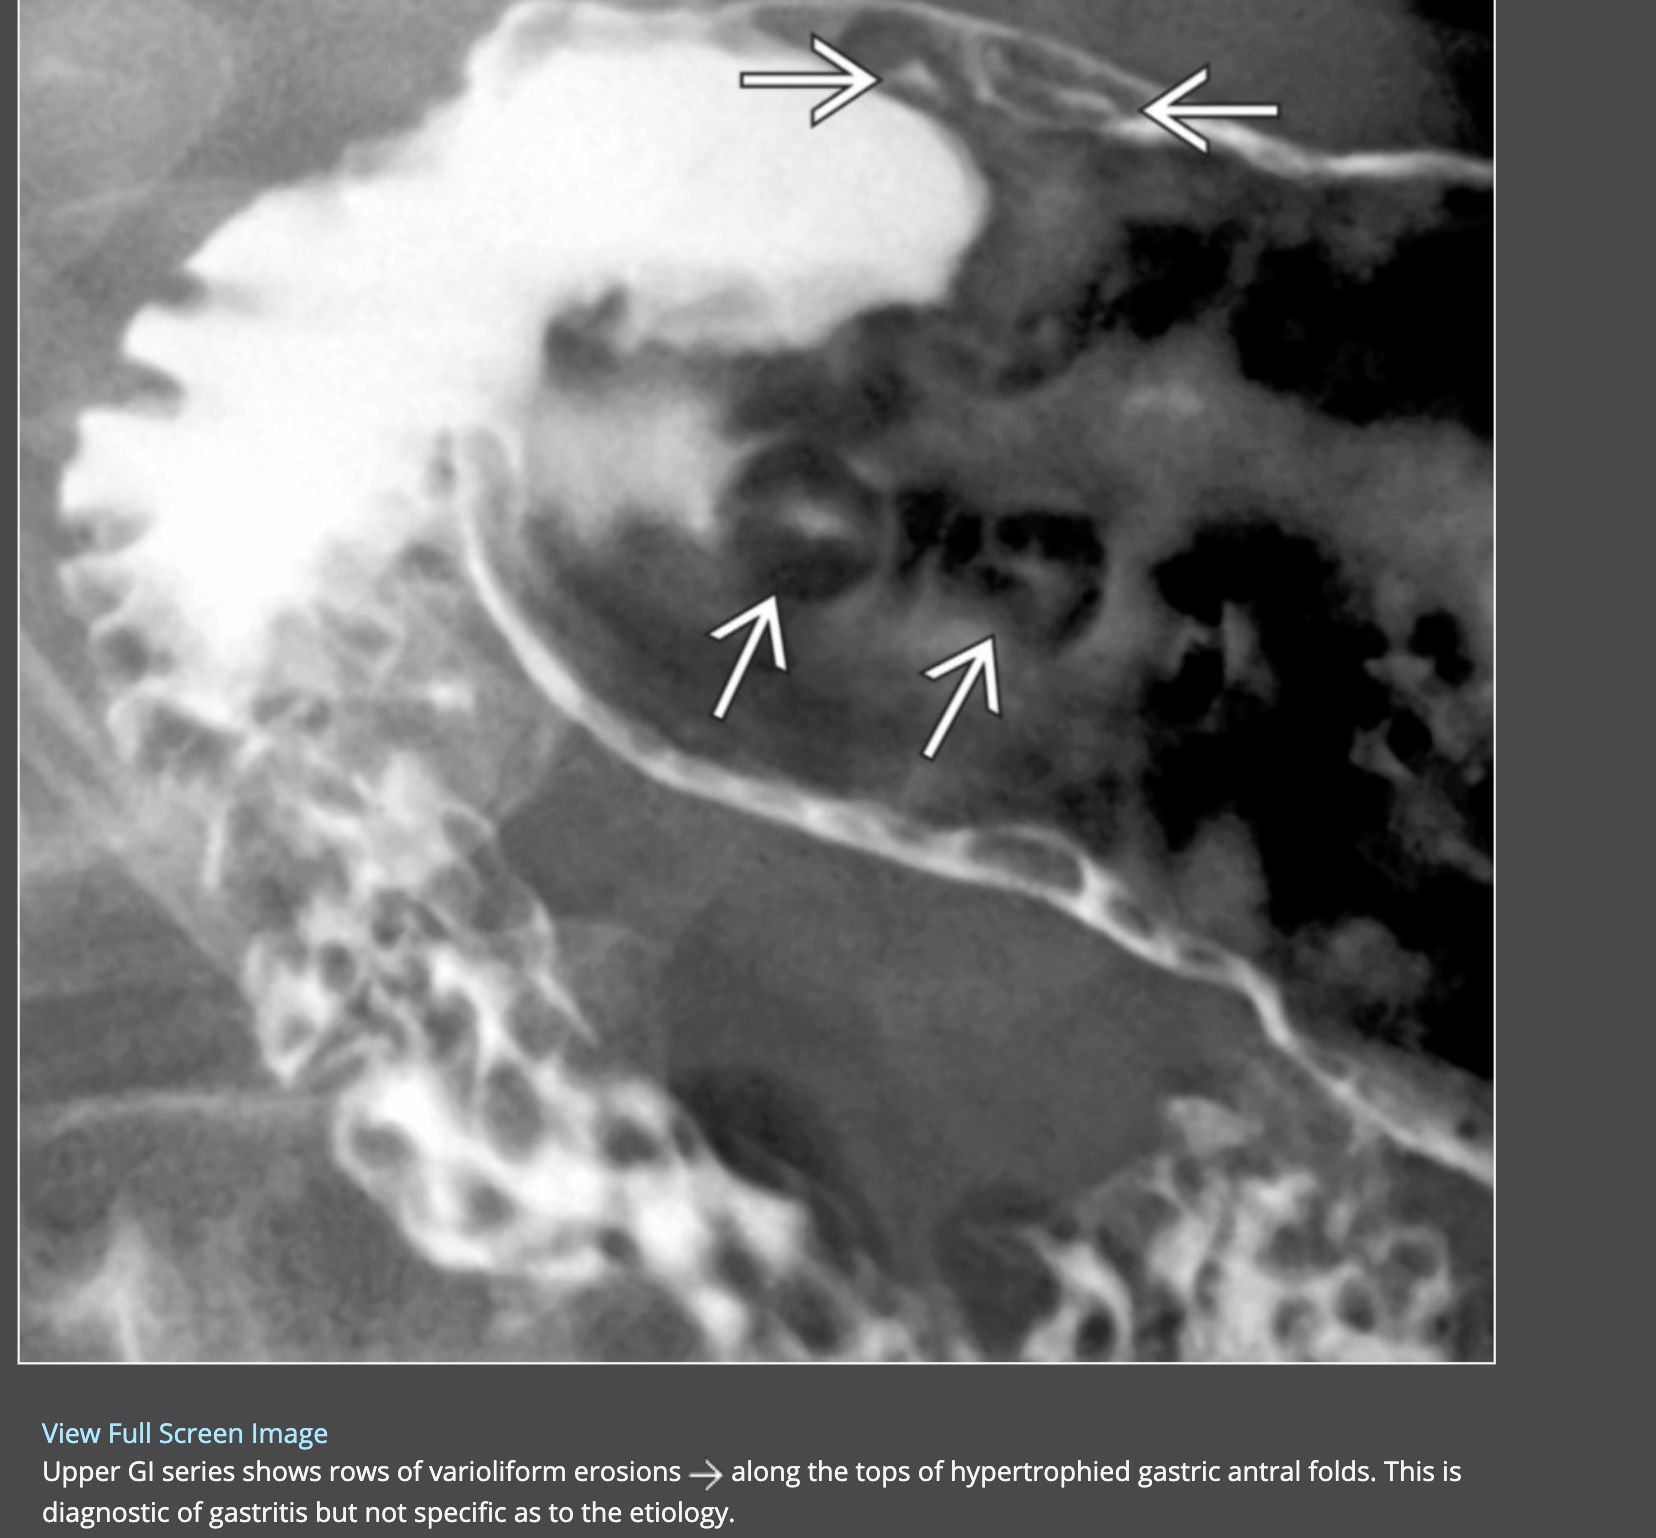 View Full Screen Image
Upper GI series shows rows of varioliform erosions → along the tops of hypertrophied gastric antral folds. This is
diagnostic of gastritis but not specific as to the etiology.